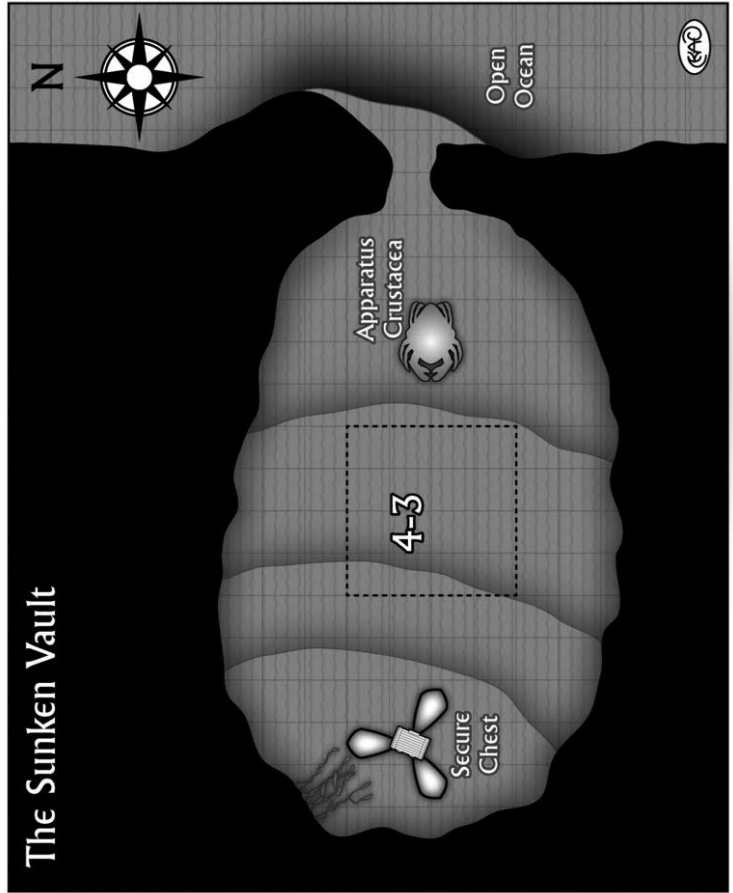 The Sunken Vault
N
Open
Ocean
Apparatus
Crustacea
4-3
Secure
Chest